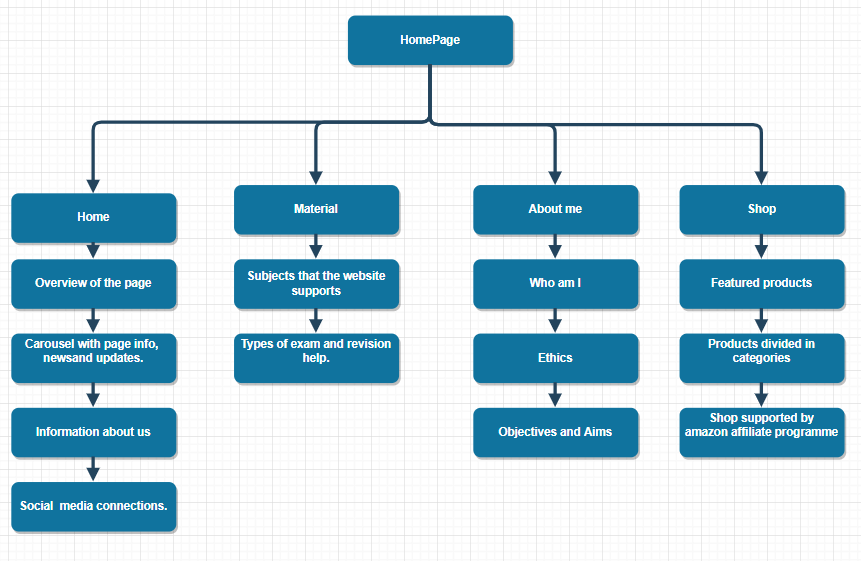 HomePage
Home
Material
About me
Shop
Overview of the page
Subjects that the website
supports
Who am I
Featured products
Carousel with page info,
newsand updates.
Types of exam and revision
help.
Ethics
Products divided in
categories
Information about us
Objectives and Aims
Shop supported by
amazon affiliate programme
Social  media connections.